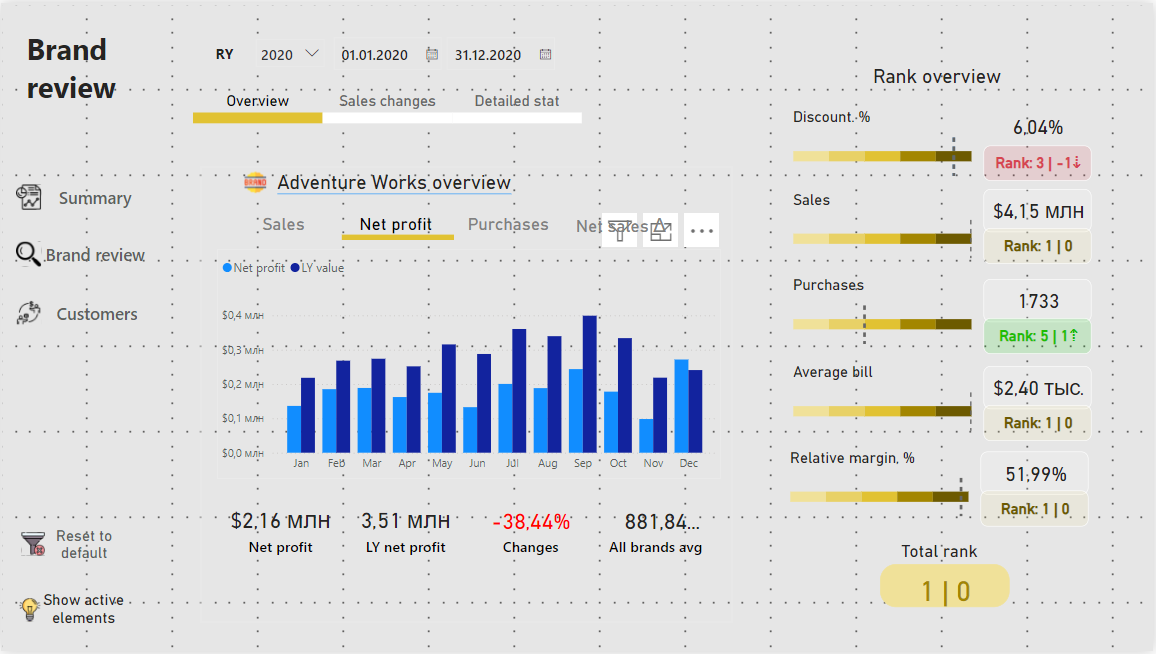 Brand
review
RY
2020
01.01.2020
31.12.2020
Overview
Sales changes
Detailed stat
Summary
Brand review
Customers
Reset to
default
Show active
elements
BRAND
Adventure Works overview
Sales
Net profit
Purchases
Net sales
Net profit
LY value
$0,4 млн
$0,3 млн
$0,2 млн
$0,1 млн
$0,0 млн
Jan Feb Mar Apr May Jun Jul Aug Sep Oct Nov Dec
$2,16 млн
Net profit
3,51 млн
LY net profit
-38,44%
Changes
881,84...
All brands avg
Rank overview
Discount. %
6,04%
Rank: 3 | -1⇣
Sales
$4,15 млн
Rank: 1 | 0
Purchases
1733
Rank: 5 | 1⇡
Average bill
$2,40 тыс.
Rank: 1 | 0
Relative margin, %
51,99%
Rank: 1 | 0
Total rank
1 | 0